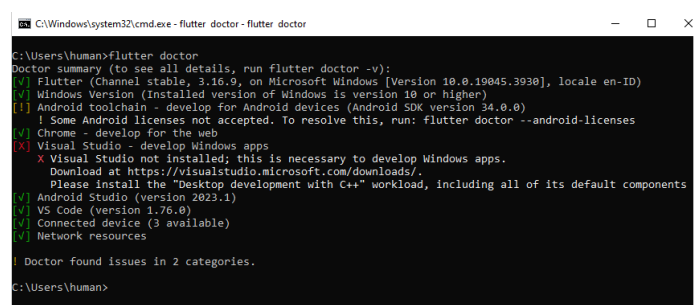 C:\Windows\system32\cmd.exe - flutter doctor - flutter doctor
C:\Users\human>flutter doctor
Doctor summary (to see all details, run flutter doctor -v):
[√] Flutter (Channel stable, 3.16.9, on Microsoft Windows [Version 10.0.19045.3930], locale en-ID)
[√] Windows Version (Installed version of Windows is version 10 or higher)
[!] Android toolchain - develop for Android devices (Android SDK version 34.0.0)
! Some Android licenses not accepted. To resolve this, run: flutter doctor --android-licenses
[√] Chrome - develop for the web
[X] Visual Studio - develop Windows apps
X Visual Studio not installed; this is necessary to develop Windows apps.
Download at https://visualstudio.microsoft.com/downloads/.
Please install the "Desktop development with C++" workload, including all of its default components
[√] Android Studio (version 2023.1)
[√] VS Code (version 1.76.0)
[√] Connected device (3 available)
[√] Network resources
! Doctor found issues in 2 categories.
C:\Users\human>